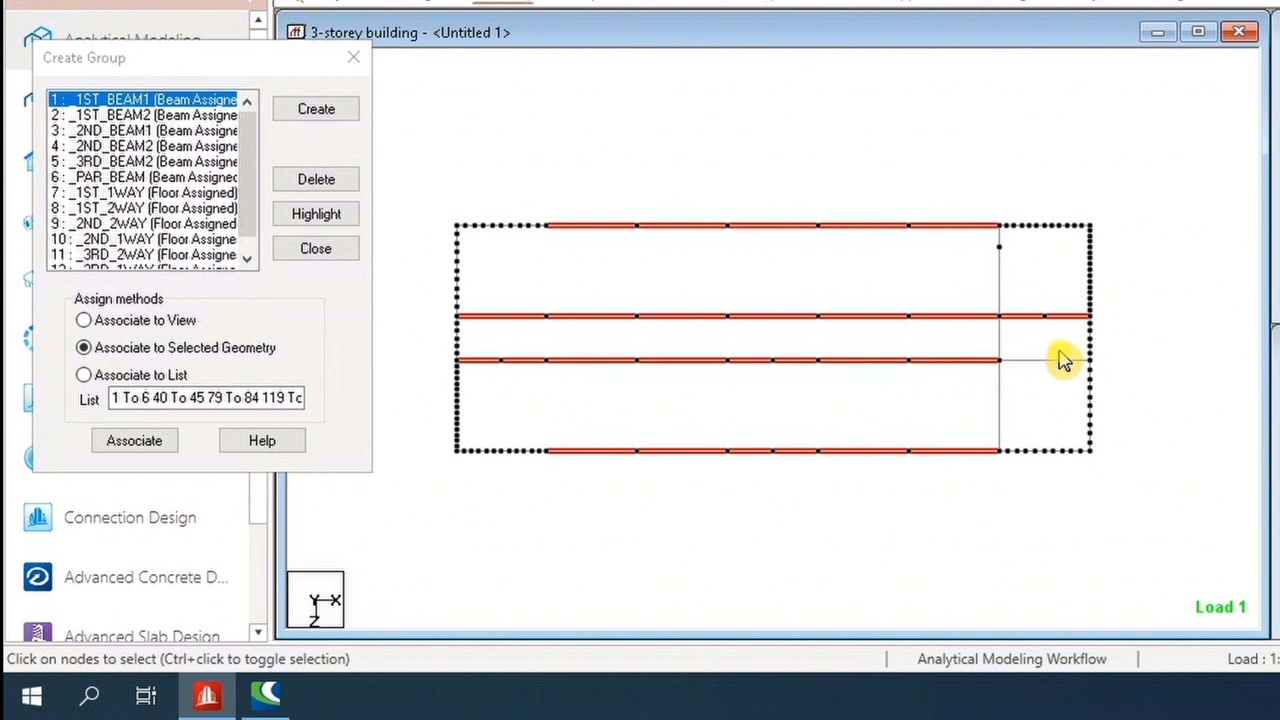 Analytical Modeling
3-storey building - <Untitled 1>
Create Group
1 : _1ST_BEAM1 (Beam Assigne
2 : _1ST_BEAM2 (Beam Assigne
3 : _2ND_BEAM1 (Beam Assigne
4 : _2ND_BEAM2 (Beam Assigne
5 : _3RD_BEAM2 (Beam Assigne
6 : _PAR_BEAM (Beam Assigned
7 : _1ST_1WAY (Floor Assigned)
8 : _1ST_2WAY (Floor Assigned)
9 : _2ND_2WAY (Floor Assigned
10 : _2ND_1WAY (Floor Assigne
11 : _3RD_2WAY (Floor Assigne
12 : _3RD_1WAY (Floor Assigne
Create
Delete
Highlight
Close
Assign methods
Associate to View
Associate to Selected Geometry
Associate to List
List 1 To 6 40 To 45 79 To 84 119 Tc
Associate
Help
Connection Design
Advanced Concrete D...
Advanced Slab Design
Y X
Z
Load 1
Click on nodes to select (Ctrl+click to toggle selection)
Analytical Modeling Workflow
Load : 1: